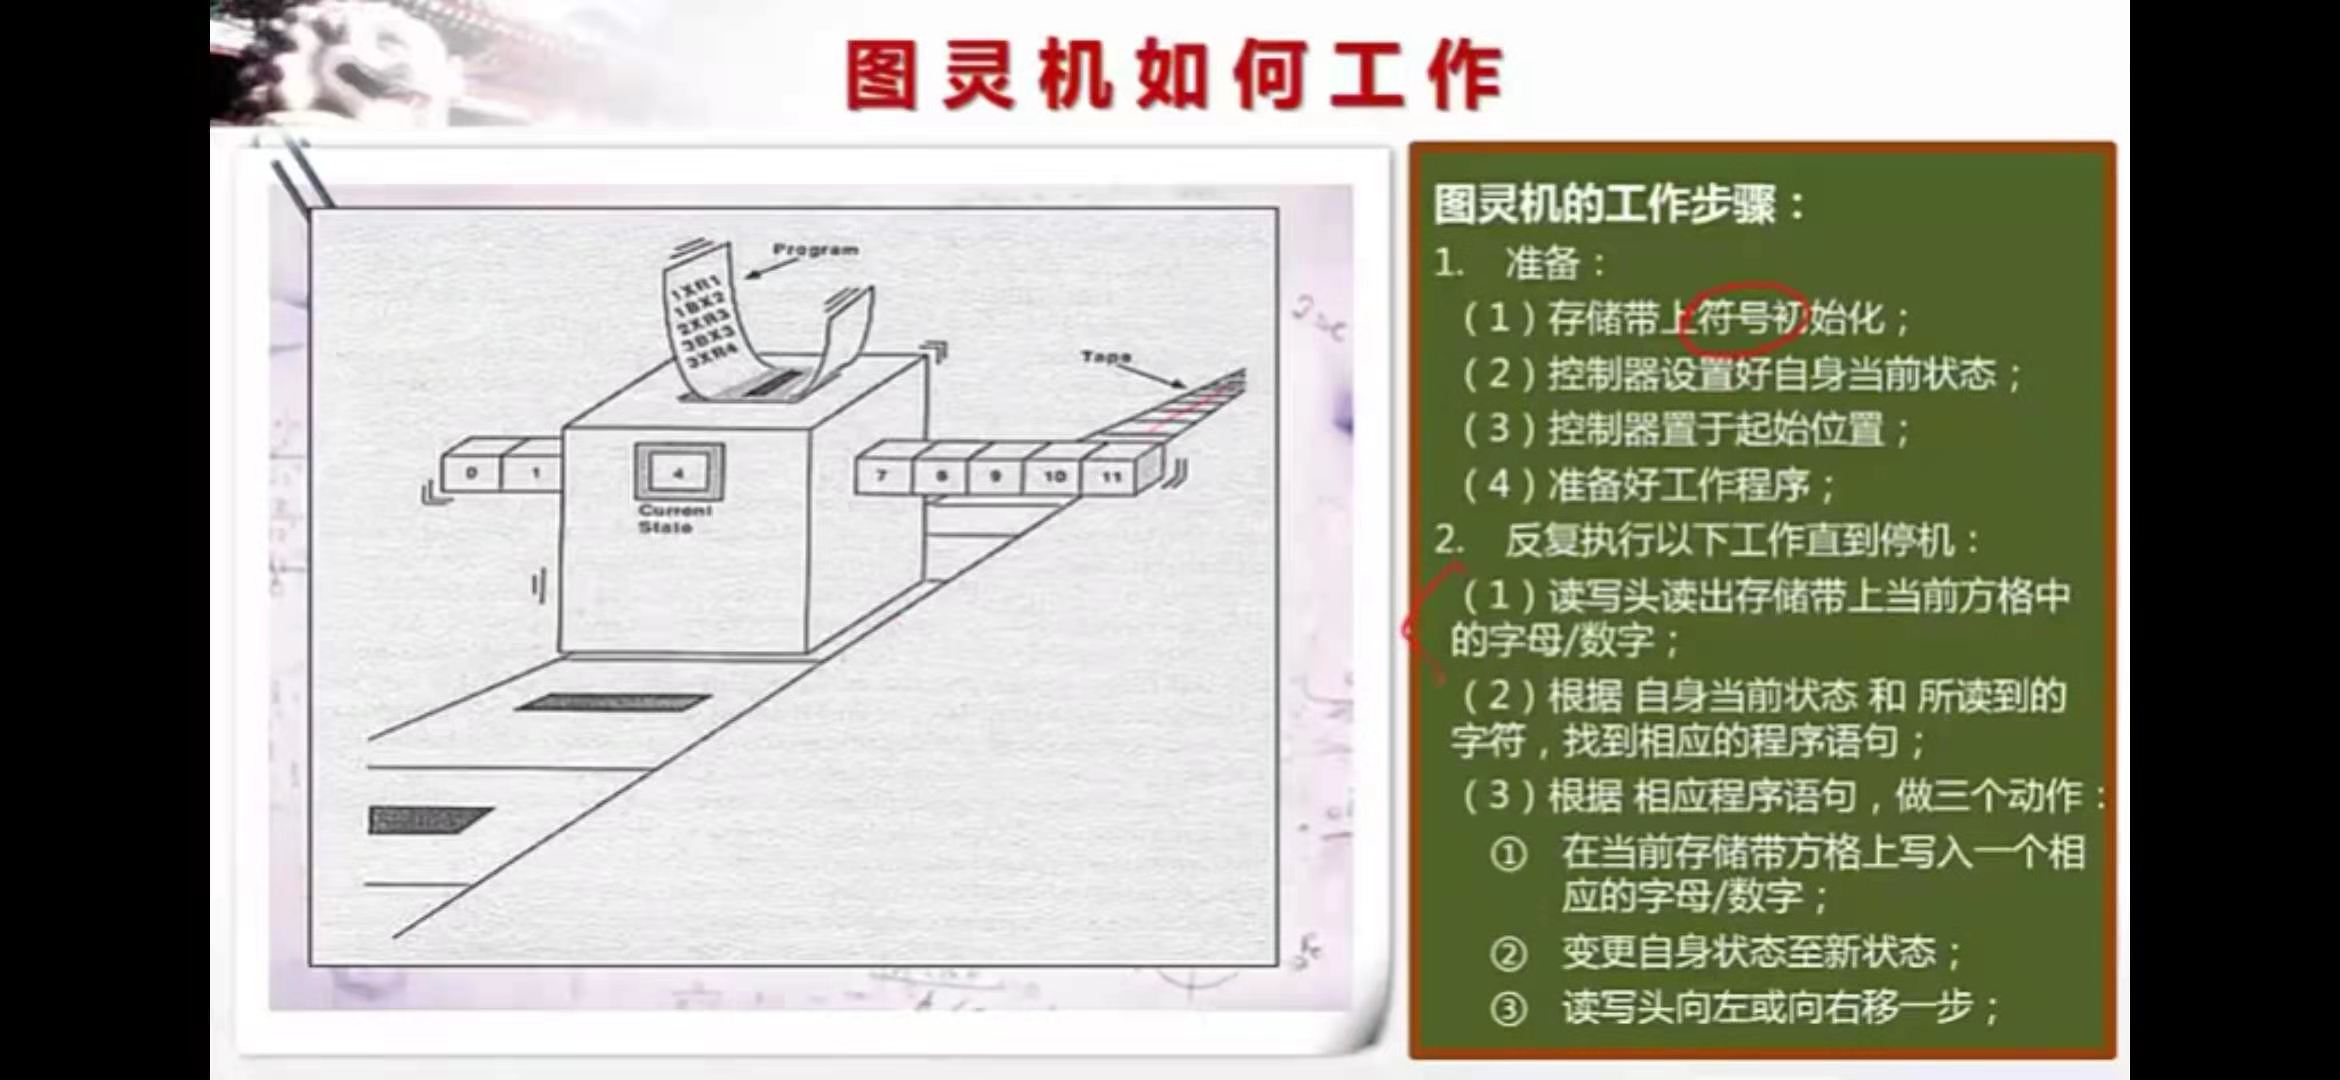 图灵机如何工作
Program
1XR1
1BX2
2XR3
3BX3
3XR4
Tape
0 1
4
7 8 9 10 11
Current
State
图灵机的工作步骤：
1. 准备：
（1）存储带上符号初始化；
（2）控制器设置好自身当前状态；
（3）控制器置于起始位置；
（4）准备好工作程序；
2. 反复执行以下工作直到停机：
（1）读写头读出存储带上当前方格中
的字母/数字；
（2）根据 自身当前状态 和 所读到的
字符，找到相应的程序语句；
（3）根据 相应程序语句，做三个动作：
① 在当前存储带方格上写入一个相
应的字母/数字；
② 变更自身状态至新状态；
③ 读写头向左或向右移一步；